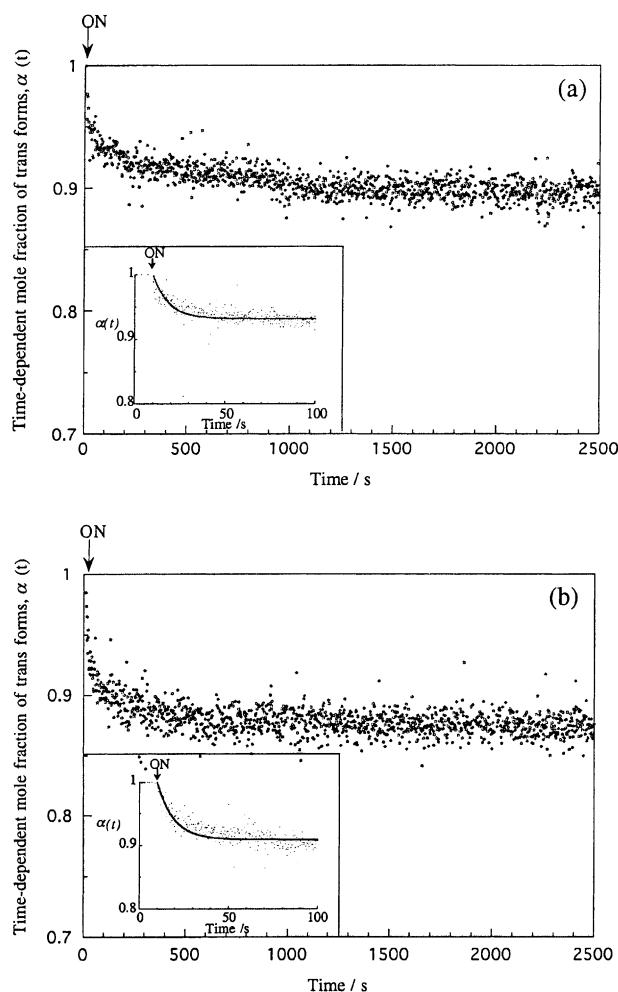 ON
Time-dependent mole fraction of trans forms, α (t)
1
(a)
0.9
0.8
0.7
ON
1
α(t)
0.9
0.8
0
50
100
Time /s
0
500
1000
1500
2000
2500
Time / s
ON
Time-dependent mole fraction of trans forms, α (t)
1
(b)
0.9
0.8
0.7
ON
1
α(t)
0.9
0.8
0
50
100
Time /s
0
500
1000
1500
2000
2500
Time / s